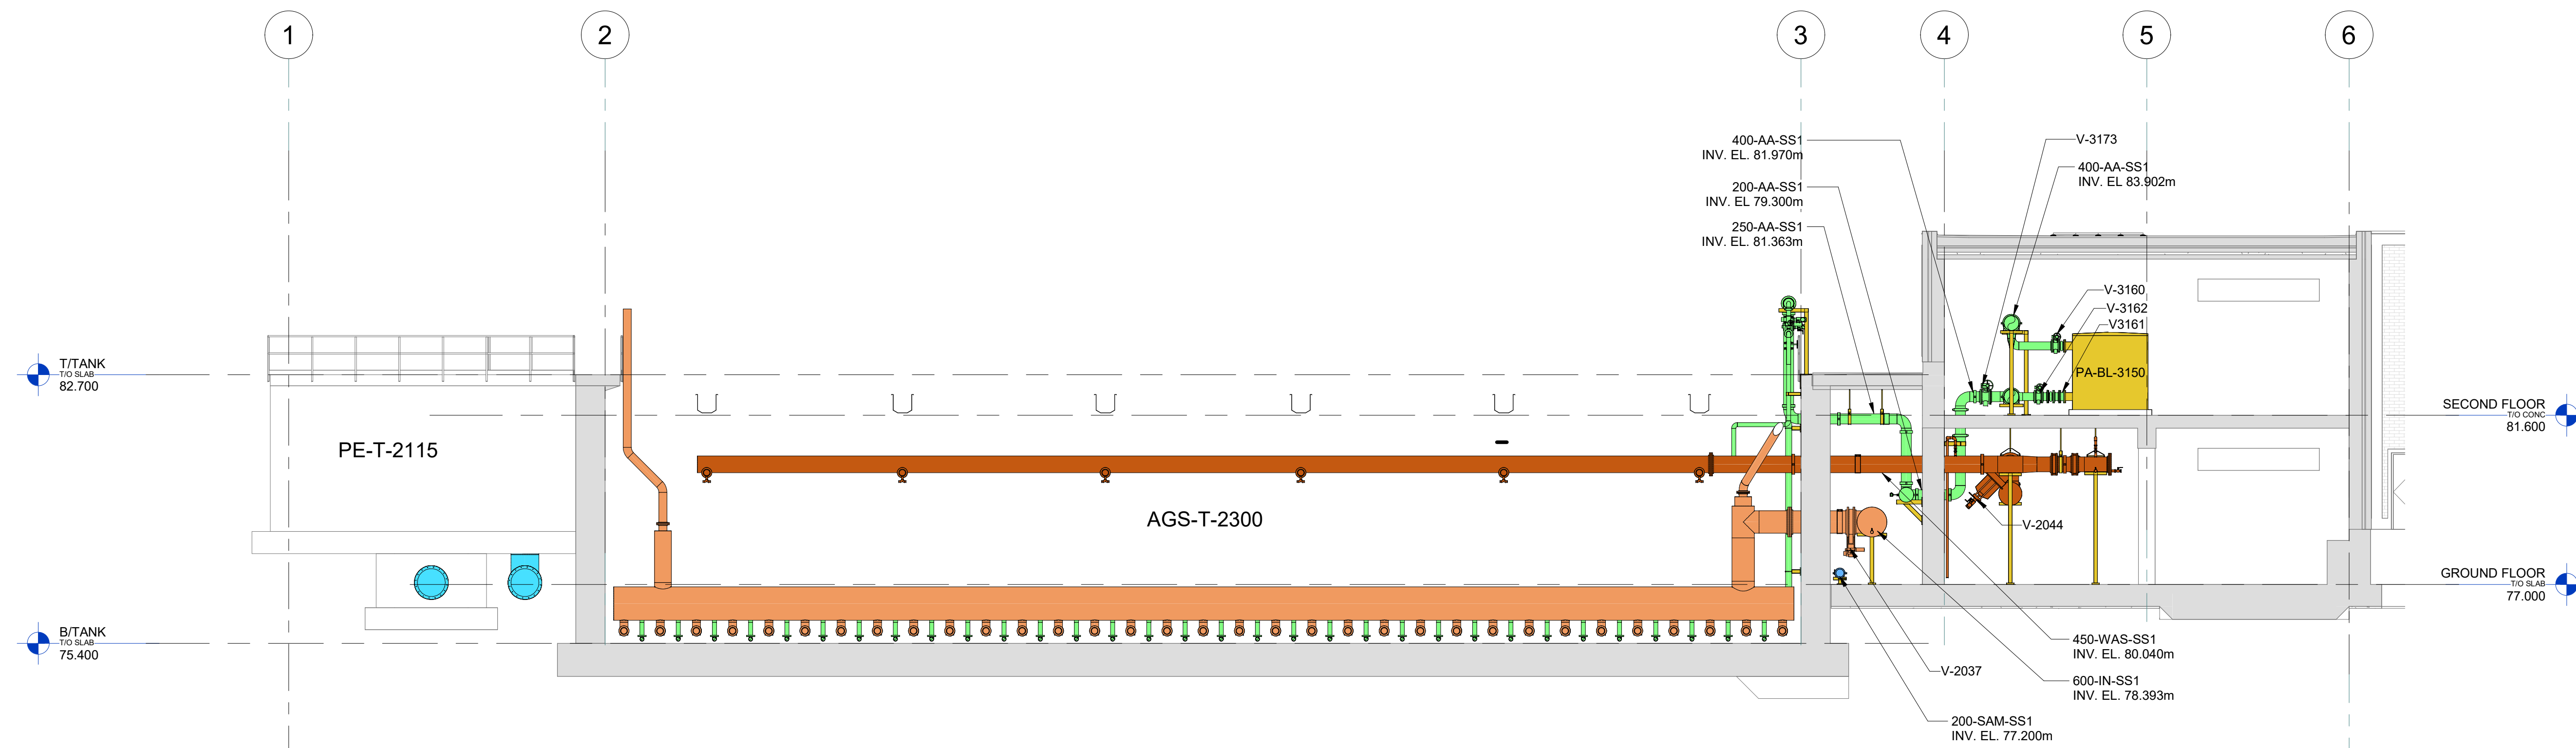 1
2
3
4
5
6
400-AA-SS1
INV. EL. 81.970m
200-AA-SS1
INV. EL 79.300m
250-AA-SS1
INV. EL. 81.363m
V-3173
400-AA-SS1
INV. EL 83.902m
V-3160
V-3162
V3161
PA-BL-3150
T/TANK
T/O SLAB
82.700
SECOND FLOOR
T/O CONC
81.600
PE-T-2115
AGS-T-2300
V-2044
GROUND FLOOR
T/O SLAB
77.000
B/TANK
T/O SLAB
75.400
450-WAS-SS1
INV. EL. 80.040m
V-2037
600-IN-SS1
INV. EL. 78.393m
200-SAM-SS1
INV. EL. 77.200m